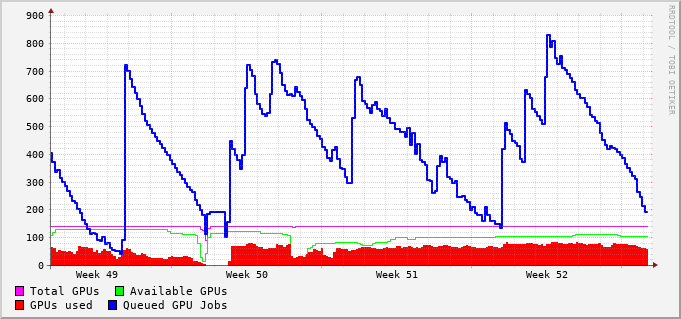 900
800
700
600
500
400
300
200
100
0
Week 49 Week 50 Week 51 Week 52
Total GPUs Available GPUs
GPUs used Queued GPU Jobs
RRDTOOL / TOBI OETIKER